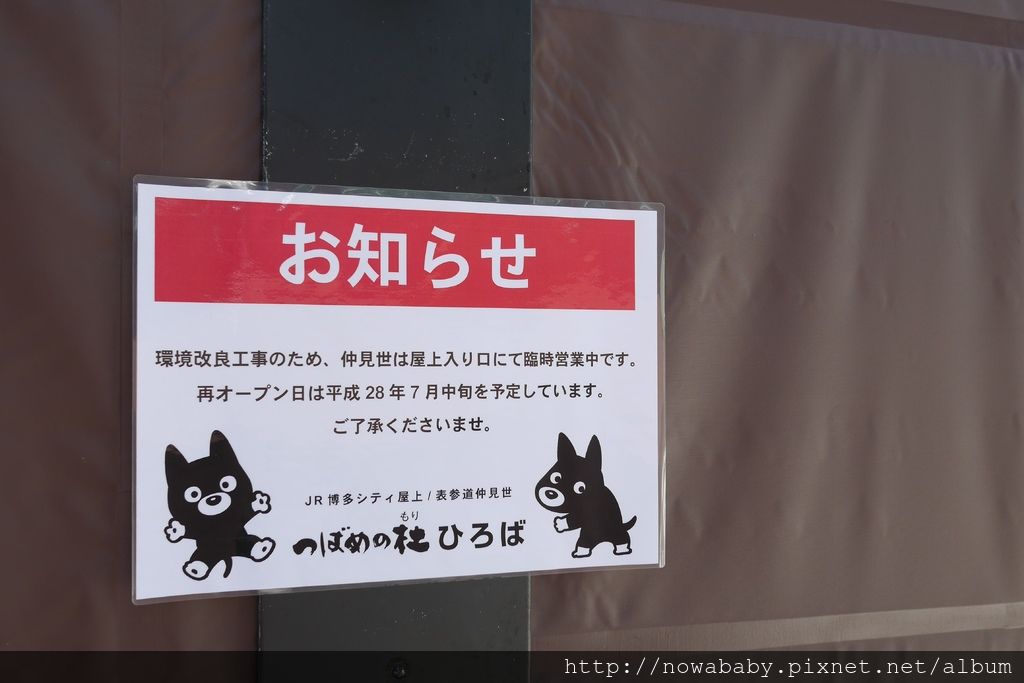 お知らせ
環境改良工事のため、仲見世は屋上入り口にて臨時営業中です。
再オープン日は平成28年7月中旬を予定しています。
ご了承くださいませ。
JR博多シティ屋上/表参道仲見世
もり
つばめの杜ひろば
http://nowababy.pixnet.net/album